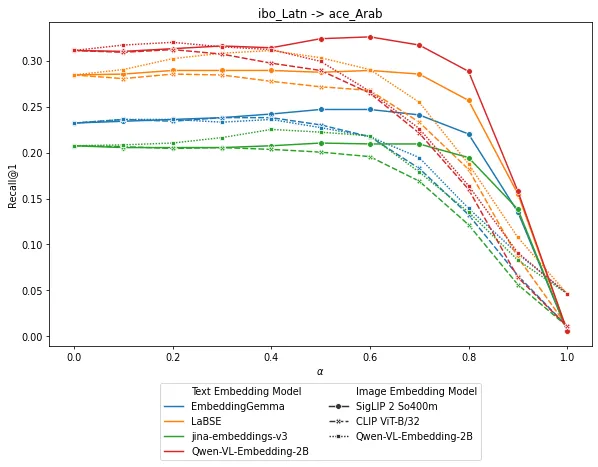 ibo_Latn -> ace_Arab
Recall@1
0.30
0.25
0.20
0.15
0.10
0.05
0.00
0.0 0.2 0.4 0.6 0.8 1.0
α
Text Embedding Model Image Embedding Model
EmbeddingGemma SigLIP 2 So400m
LaBSE CLIP ViT-B/32
jina-embeddings-v3 Qwen-VL-Embedding-2B
Qwen-VL-Embedding-2B